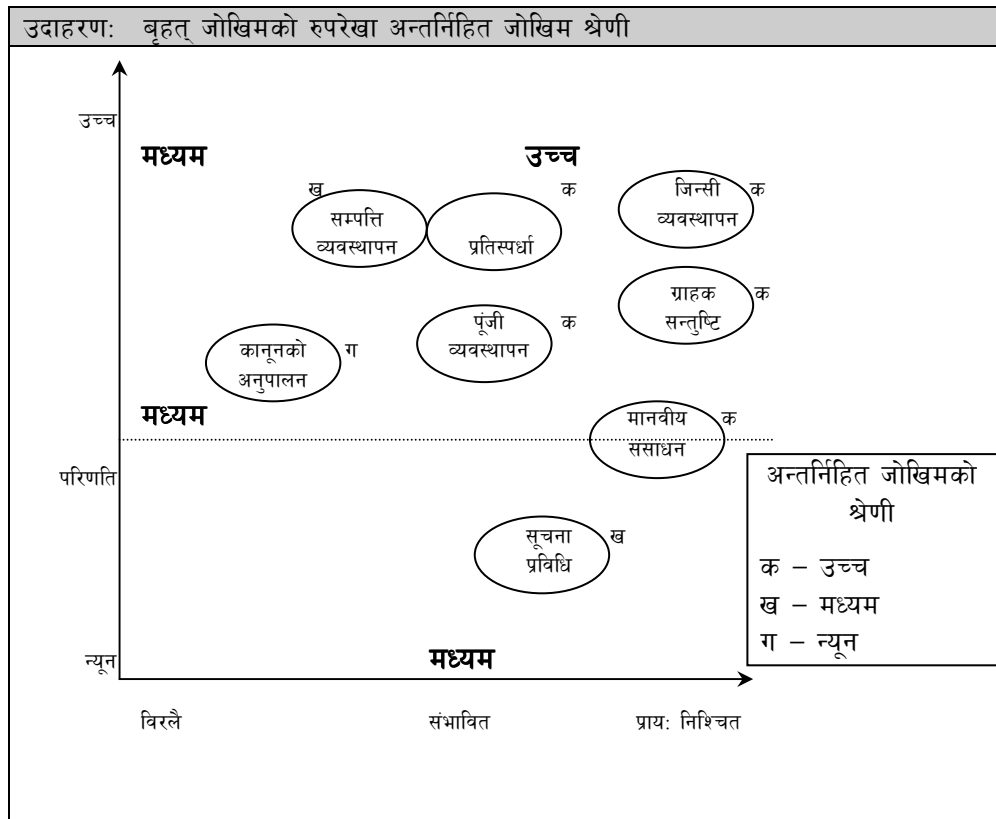 उदाहरण: बृहत् जोखिमको रुपरेखा अन्तर्निहित जोखिम श्रेणी
उच्च
मध्यम
उच्च
ख
क
जिन्सी
व्यवस्थापन
क
सम्पत्ति
व्यवस्थापन
प्रतिस्पर्धा
ग्राहक
सन्तुष्टि
क
पूंजी
व्यवस्थापन
क
कानूनको
अनुपालन
ग
मध्यम
मानवीय
ससाधन
क
परिणति
अन्तर्निहित जोखिमको
श्रेणी
क – उच्च
ख – मध्यम
ग – न्यून
सूचना
प्रविधि
ख
न्यून
मध्यम
विरलै
संभावित
प्राय: निश्चित